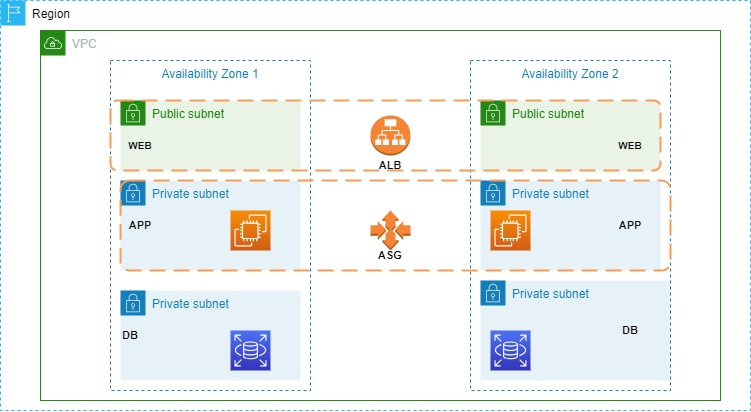 Region
VPC
Availability Zone 1
Availability Zone 2
Public subnet
Public subnet
WEB
WEB
ALB
Private subnet
Private subnet
APP
APP
ASG
Private subnet
Private subnet
DB
DB